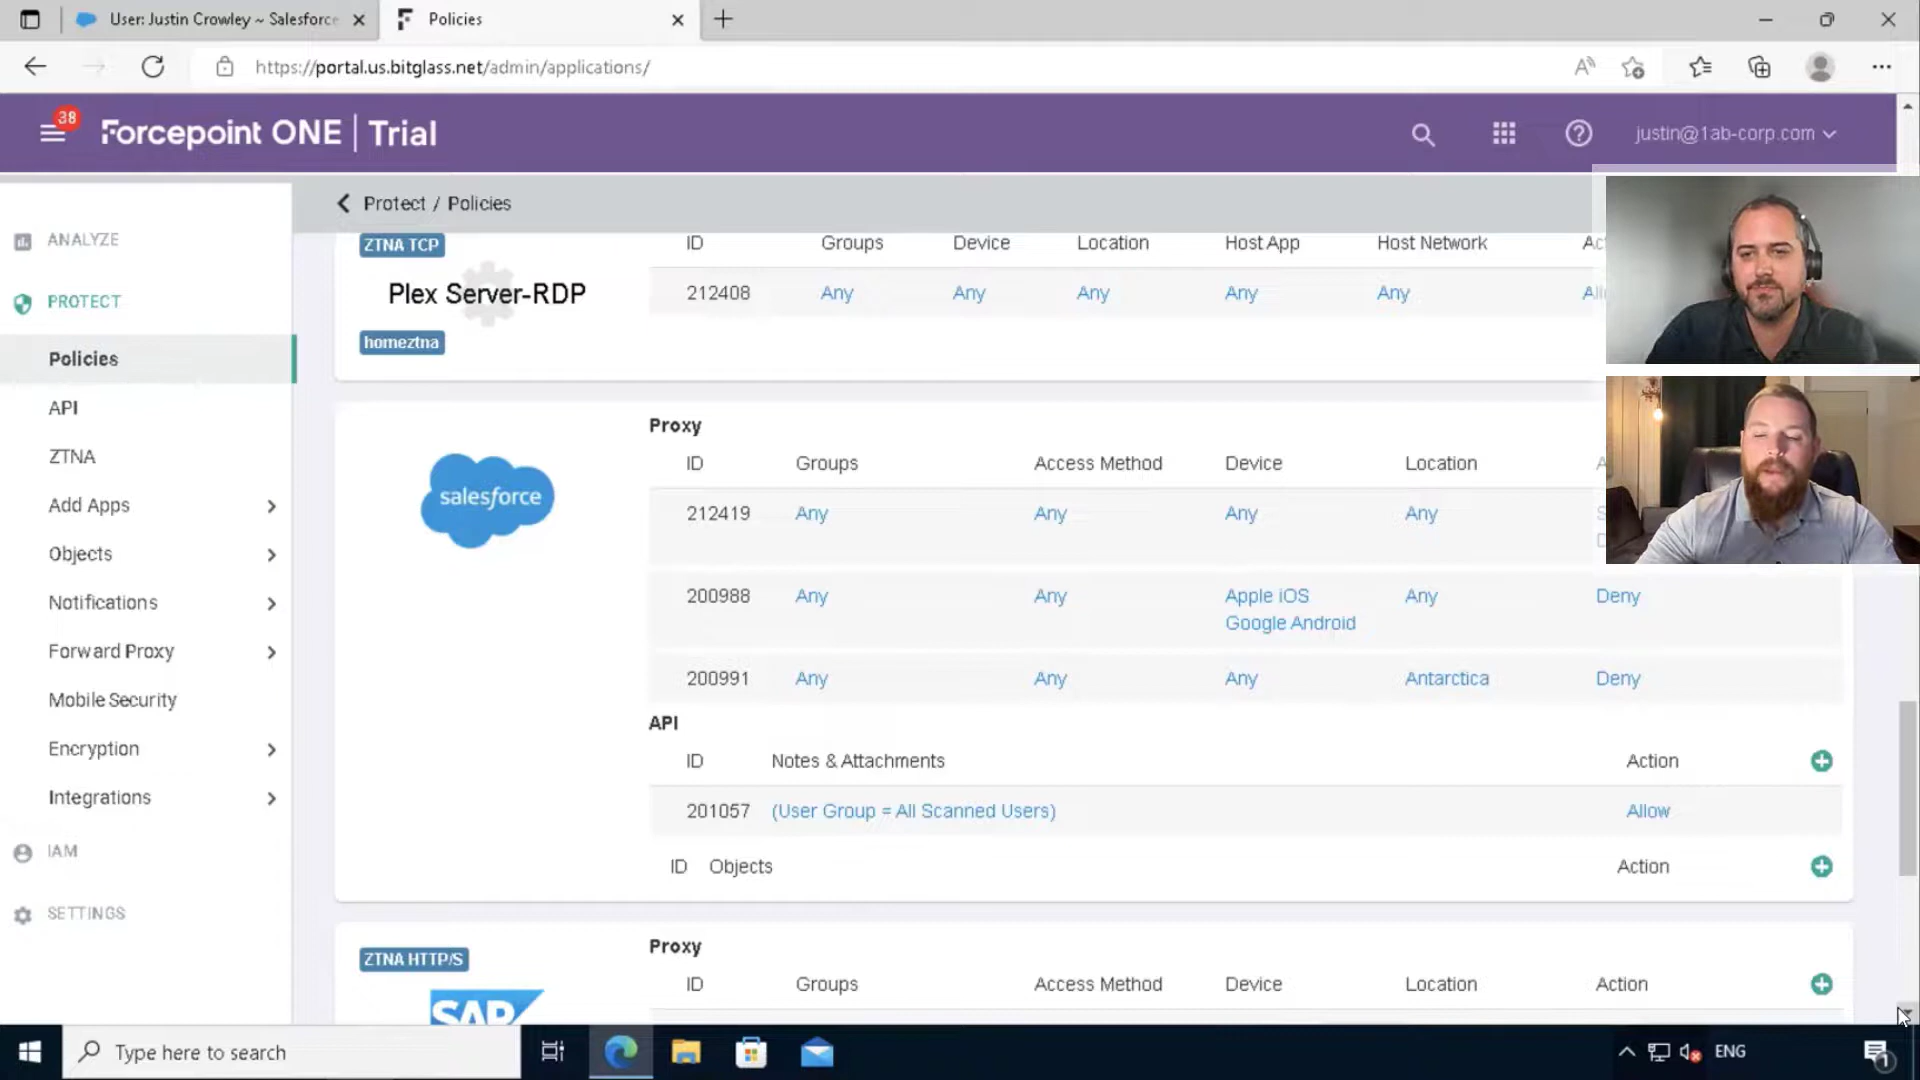 User: Justin Crowley ~ Salesforce
Policies
https://portal.us.bitglass.net/admin/applications/
38
Forcepoint ONE | Trial
justin@1ab-corp.com
ANALYZE
PROTECT
Policies
API
ZTNA
Add Apps
Objects
Notifications
Forward Proxy
Mobile Security
Encryption
Integrations
IAM
SETTINGS
Protect / Policies
ZTNA TCP
Plex Server-RDP
homeztna
ID Groups Device Location Host App Host Network
212408 Any Any Any Any Any
salesforce
Proxy
ID Groups Access Method Device Location
212419 Any Any Any Any
200988 Any Any Apple iOS Any Deny
Google Android
200991 Any Any Any Antarctica Deny
API
ID Notes & Attachments Action
201057 (User Group = All Scanned Users) Allow
ID Objects Action
ZTNA HTTP/S
SAP
Proxy
ID Groups Access Method Device Location Action
Type here to search
ENG
1